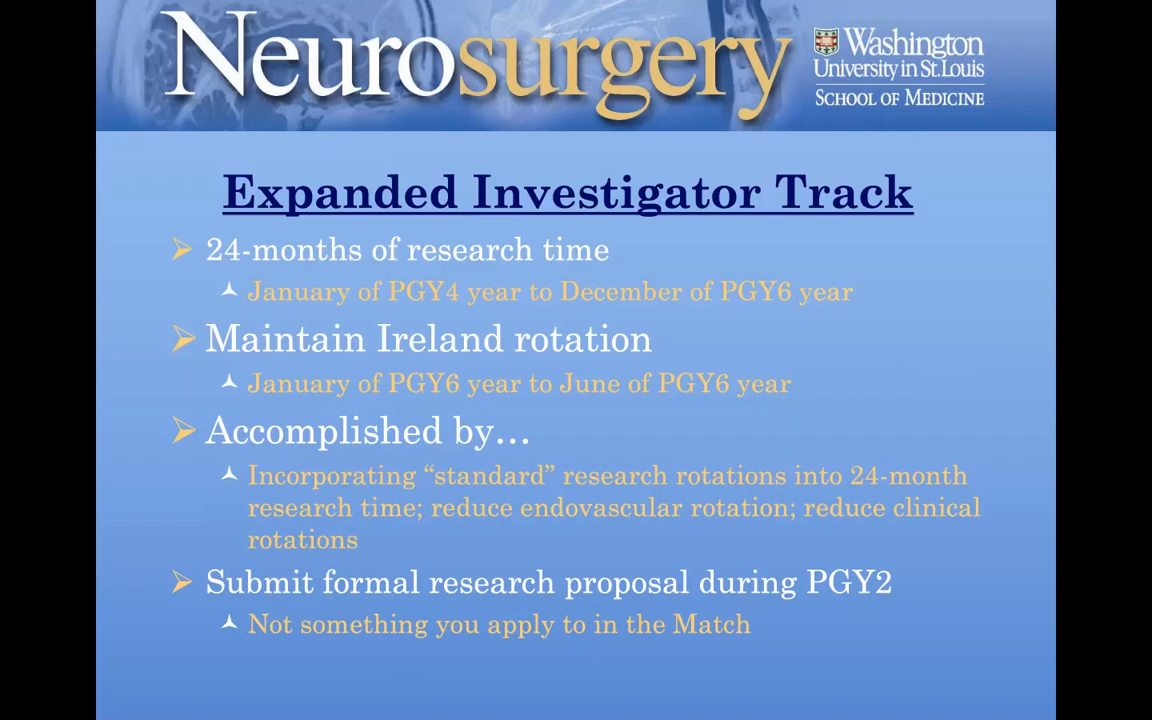 Neurosurgery
Washington
University in St. Louis
SCHOOL OF MEDICINE
Expanded Investigator Track
24-months of research time
January of PGY4 year to December of PGY6 year
Maintain Ireland rotation
January of PGY6 year to June of PGY6 year
Accomplished by…
Incorporating “standard” research rotations into 24-month
research time; reduce endovascular rotation; reduce clinical
rotations
Submit formal research proposal during PGY2
Not something you apply to in the Match